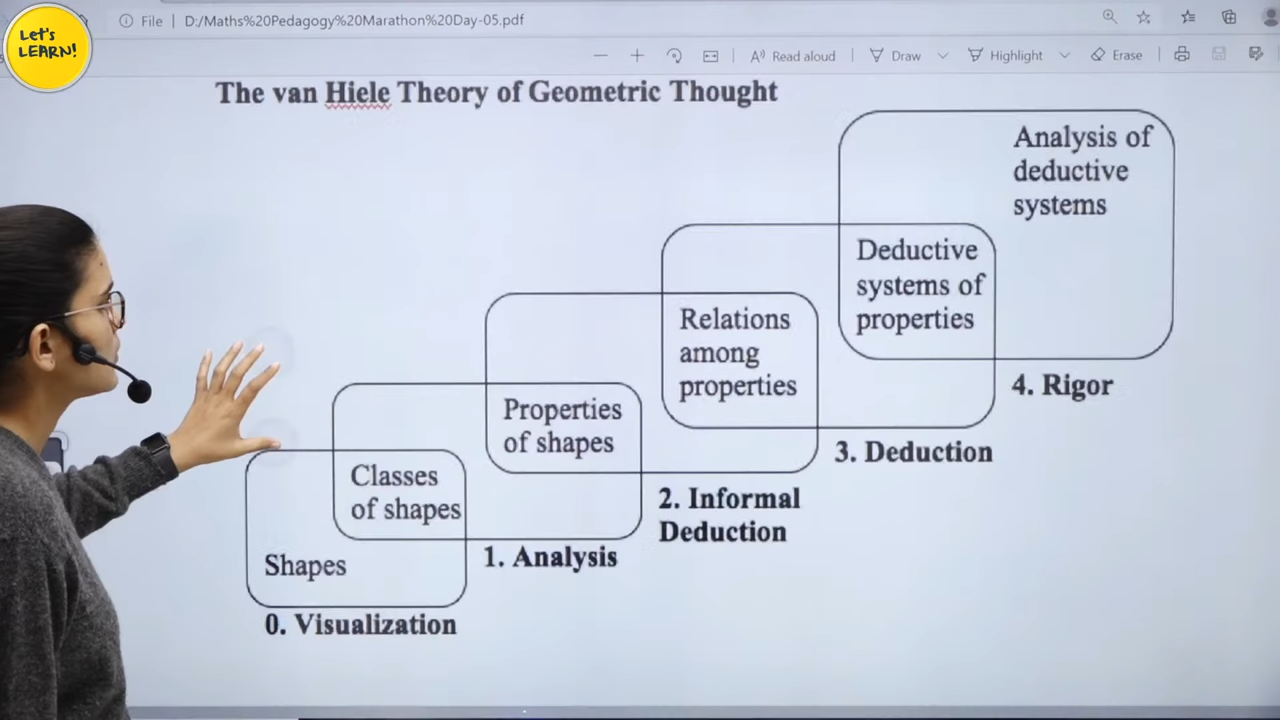 Let's
LEARN!
File | D:/Maths%20Pedagogy%20Marathon%20Day-05.pdf
Read aloud
Draw
Highlight
Erase
The van Hiele Theory of Geometric Thought
Analysis of
deductive
systems
Deductive
systems of
properties
4. Rigor
Relations
among
properties
3. Deduction
Properties
of shapes
2. Informal
Deduction
Classes
of shapes
1. Analysis
Shapes
0. Visualization